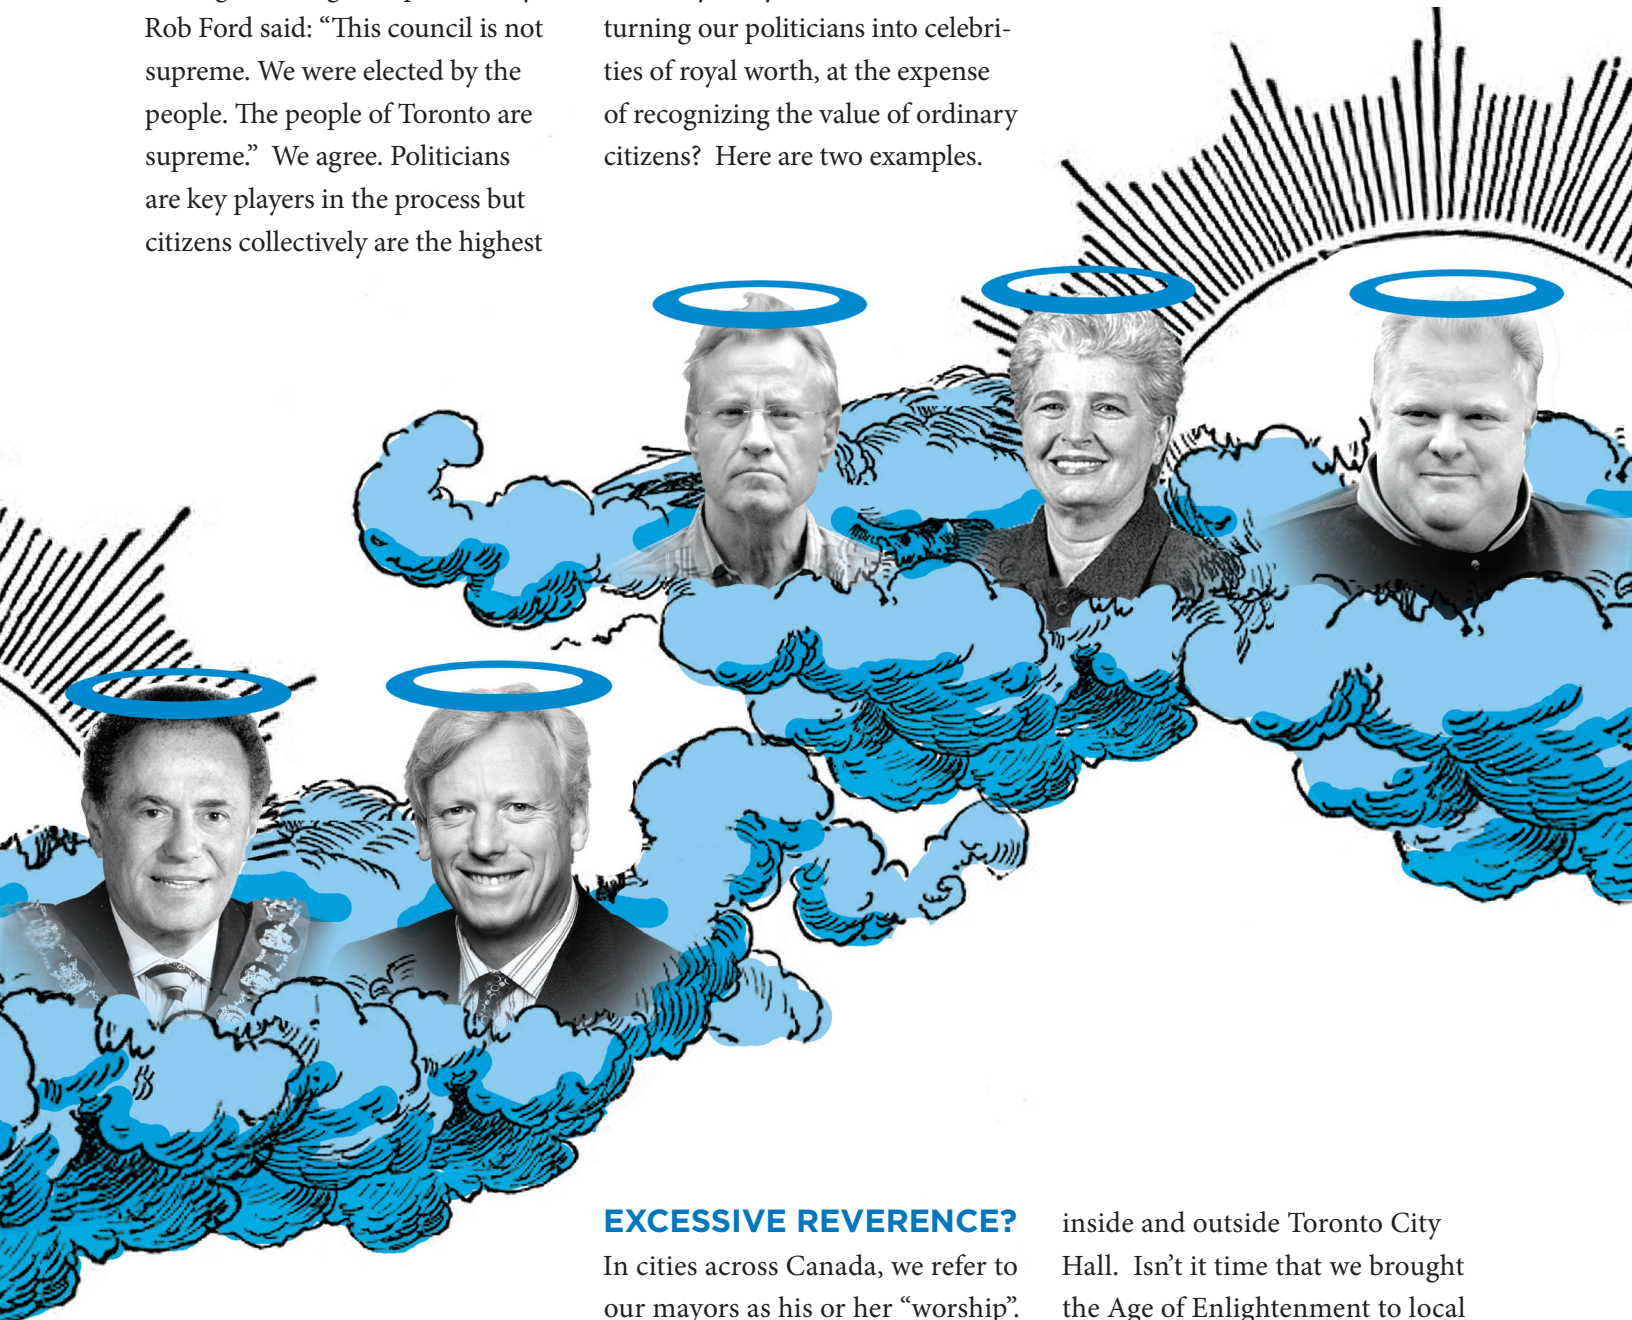 Rob Ford said: “This council is not
supreme. We were elected by the
people. The people of Toronto are
supreme.”  We agree. Politicians
are key players in the process but
citizens collectively are the highest
turning our politicians into celebri-
ties of royal worth, at the expense
of recognizing the value of ordinary
citizens?  Here are two examples.
EXCESSIVE REVERENCE?
In cities across Canada, we refer to
our mayors as his or her “worship”.
inside and outside Toronto City
Hall.  Isn’t it time that we brought
the Age of Enlightenment to local